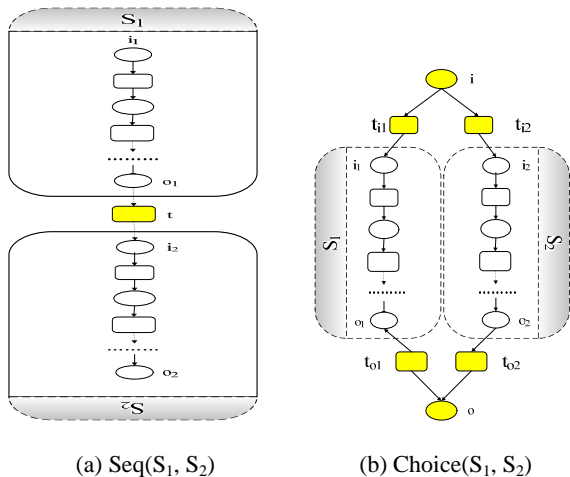 S₁
i₁
o₁
t
i₂
o₂
S₂
(a) Seq(S₁, S₂)
i
tᵢ₁
tᵢ₂
i₁
i₂
S₁
S₂
o₁
o₂
tₒ₁
tₒ₂
o
(b) Choice(S₁, S₂)